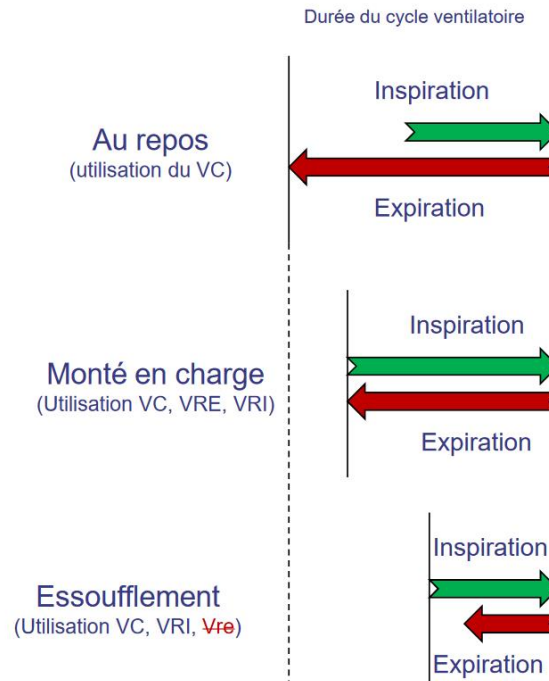 Durée du cycle ventilatoire
Inspiration
Au repos
(utilisation du VC)
Expiration
Inspiration
Monté en charge
(Utilisation VC, VRE, VRI)
Expiration
Inspiration
Essoufflement
(Utilisation VC, VRI, Vre)
Expiration